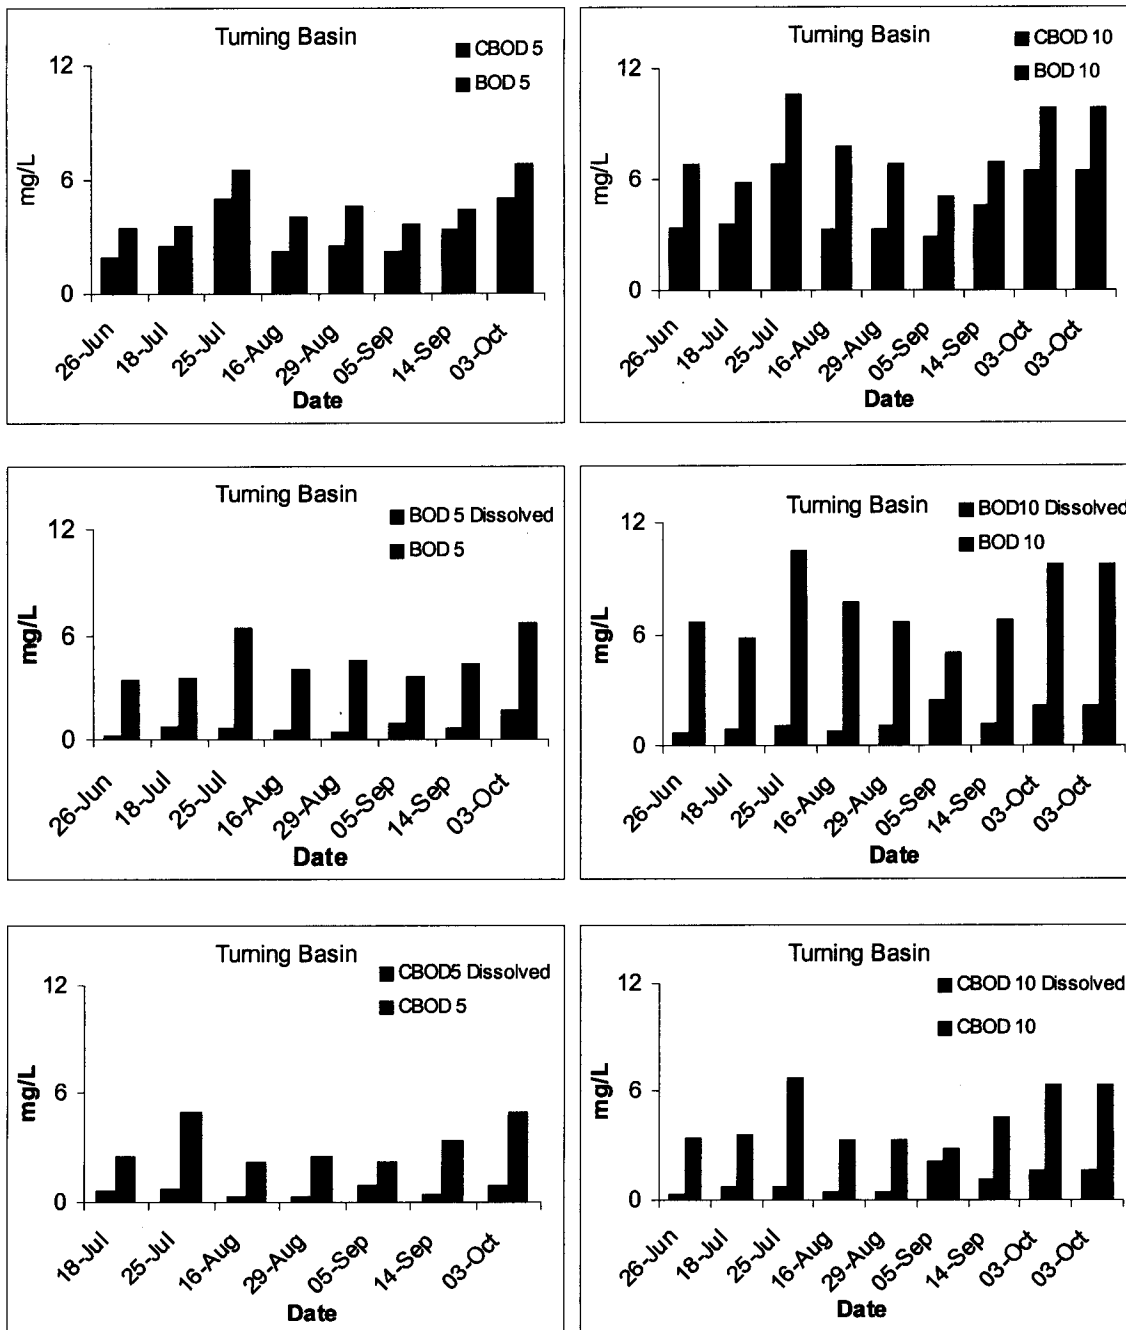 Turning Basin
CBOD 5
BOD 5
12
6
0
mg/L
26-Jun
18-Jul
25-Jul
16-Aug
29-Aug
05-Sep
14-Sep
03-Oct
Date
Turning Basin
CBOD 10
BOD 10
12
6
0
mg/L
26-Jun
18-Jul
25-Jul
16-Aug
29-Aug
05-Sep
14-Sep
03-Oct
03-Oct
Date
Turning Basin
BOD 5 Dissolved
BOD 5
12
6
0
mg/L
26-Jun
18-Jul
25-Jul
16-Aug
29-Aug
05-Sep
14-Sep
03-Oct
Date
Turning Basin
BOD10 Dissolved
BOD 10
12
6
0
mg/L
26-Jun
18-Jul
25-Jul
16-Aug
29-Aug
05-Sep
14-Sep
03-Oct
03-Oct
Date
Turning Basin
CBOD5 Dissolved
CBOD 5
12
6
0
mg/L
18-Jul
25-Jul
16-Aug
29-Aug
05-Sep
14-Sep
03-Oct
Date
Turning Basin
CBOD 10 Dissolved
CBOD 10
12
6
0
mg/L
26-Jun
18-Jul
25-Jul
16-Aug
29-Aug
05-Sep
14-Sep
03-Oct
03-Oct
Date